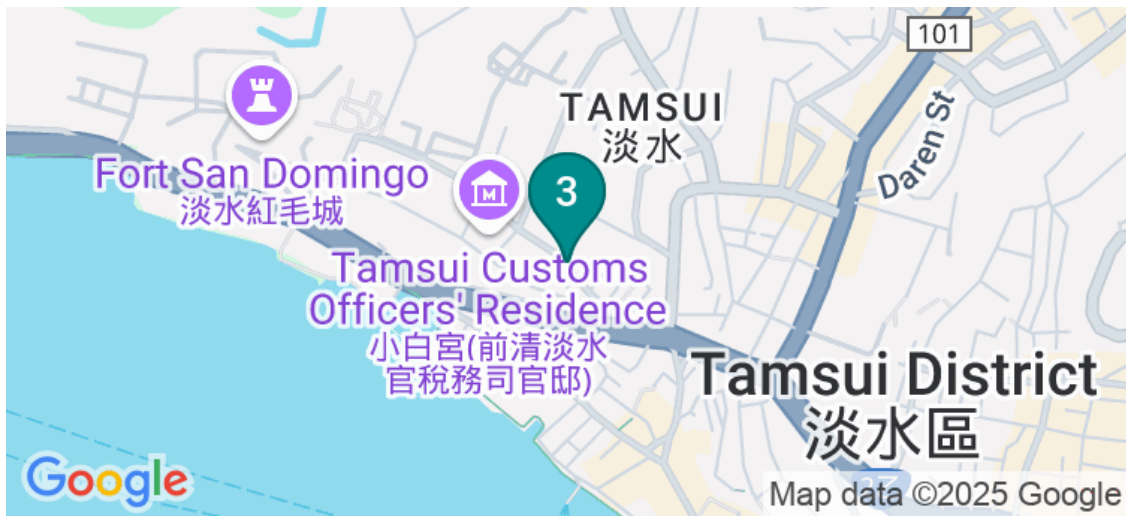 101
TAMSUI
淡水
Daren St
Fort San Domingo
淡水紅毛城
M
3
Tamsui Customs
Officers' Residence
小白宮(前清淡水
官稅務司官邸)
Tamsui District
淡水區
Google
Map data ©2025 Google